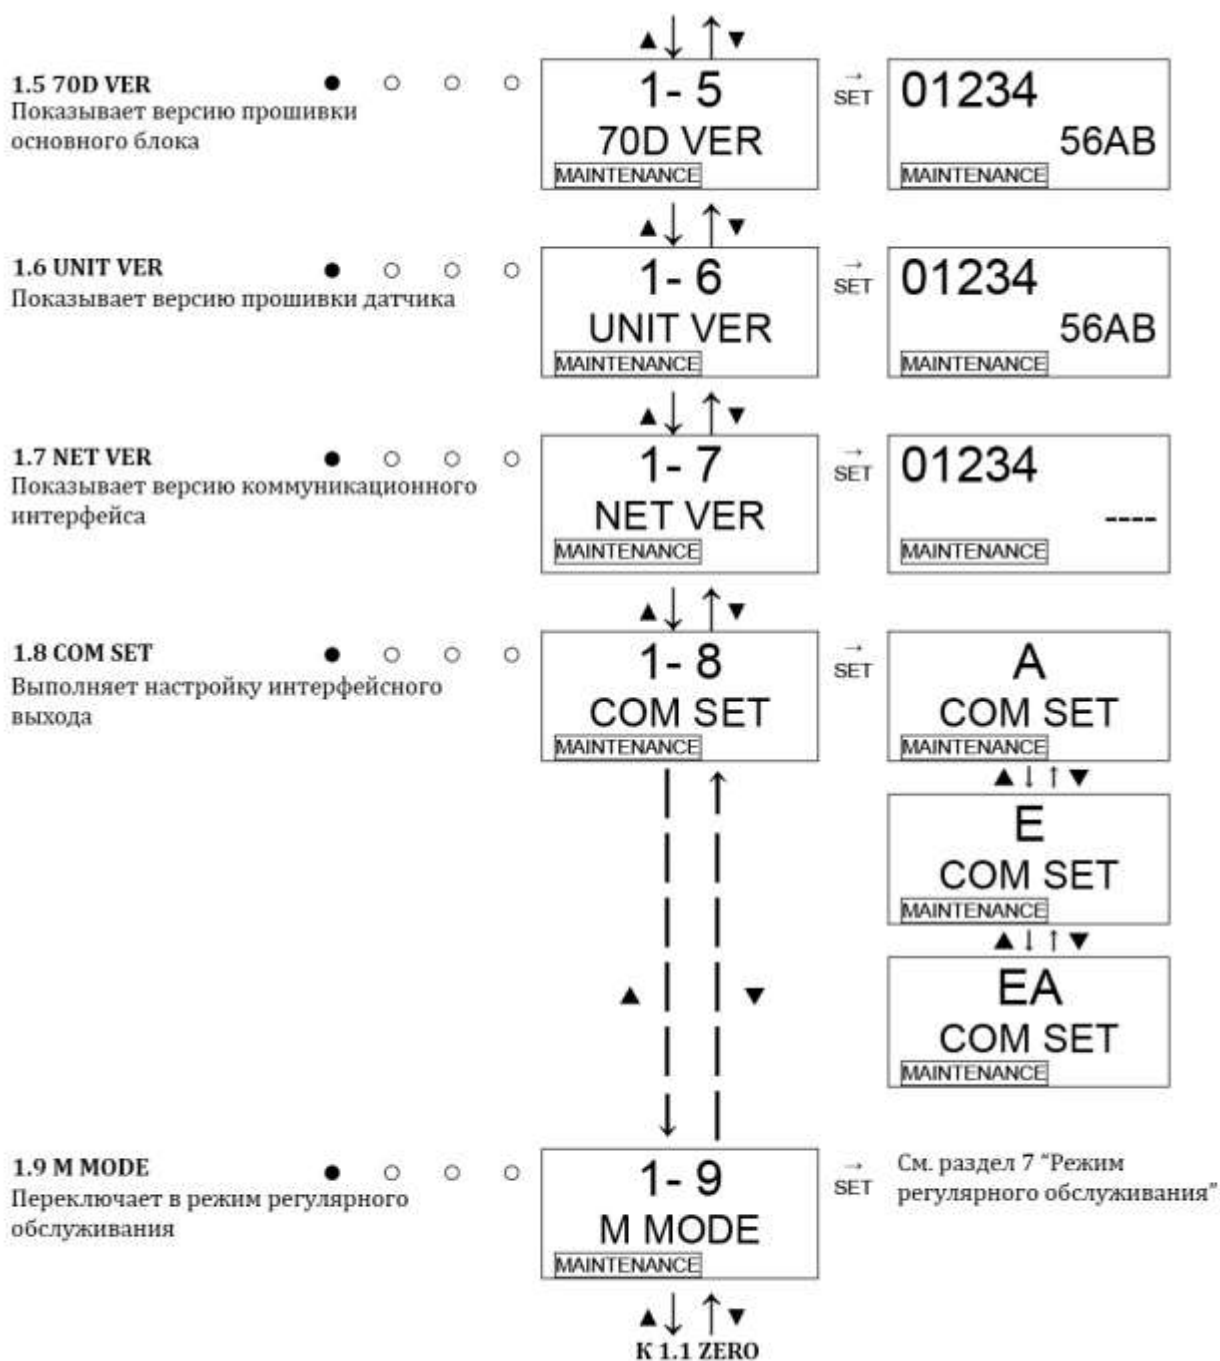 ▲↓ ↑▼
1.5 70D VER ● ○ ○ ○
Показывает версию прошивки
основного блока
1- 5
70D VER
MAINTENANCE
→
SET
01234
56AB
MAINTENANCE
▲↓ ↑▼
1.6 UNIT VER ● ○ ○ ○
Показывает версию прошивки датчика
1- 6
UNIT VER
MAINTENANCE
→
SET
01234
56AB
MAINTENANCE
▲↓ ↑▼
1.7 NET VER ● ○ ○ ○
Показывает версию коммуникационного
интерфейса
1- 7
NET VER
MAINTENANCE
→
SET
01234
----
MAINTENANCE
▲↓ ↑▼
1.8 COM SET ● ○ ○ ○
Выполняет настройку интерфейсного
выхода
1- 8
COM SET
MAINTENANCE
→
SET
A
COM SET
MAINTENANCE
▲↓↑▼
E
COM SET
MAINTENANCE
▲↓↑▼
EA
COM SET
MAINTENANCE
▲ ▼
1.9 M MODE ● ○ ○ ○
Переключает в режим регулярного
обслуживания
1- 9
M MODE
MAINTENANCE
→
SET
См. раздел 7 “Режим
регулярного обслуживания”
▲↓ ↑▼
К 1.1 ZERO